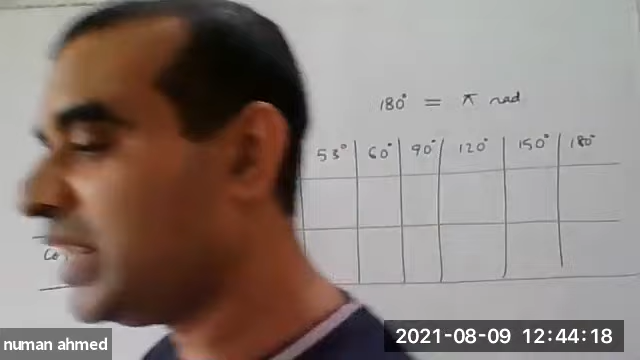 180° = π rad
53° 60° 90° 120° 150° 180°
numan ahmed
2021-08-09 12:44:18